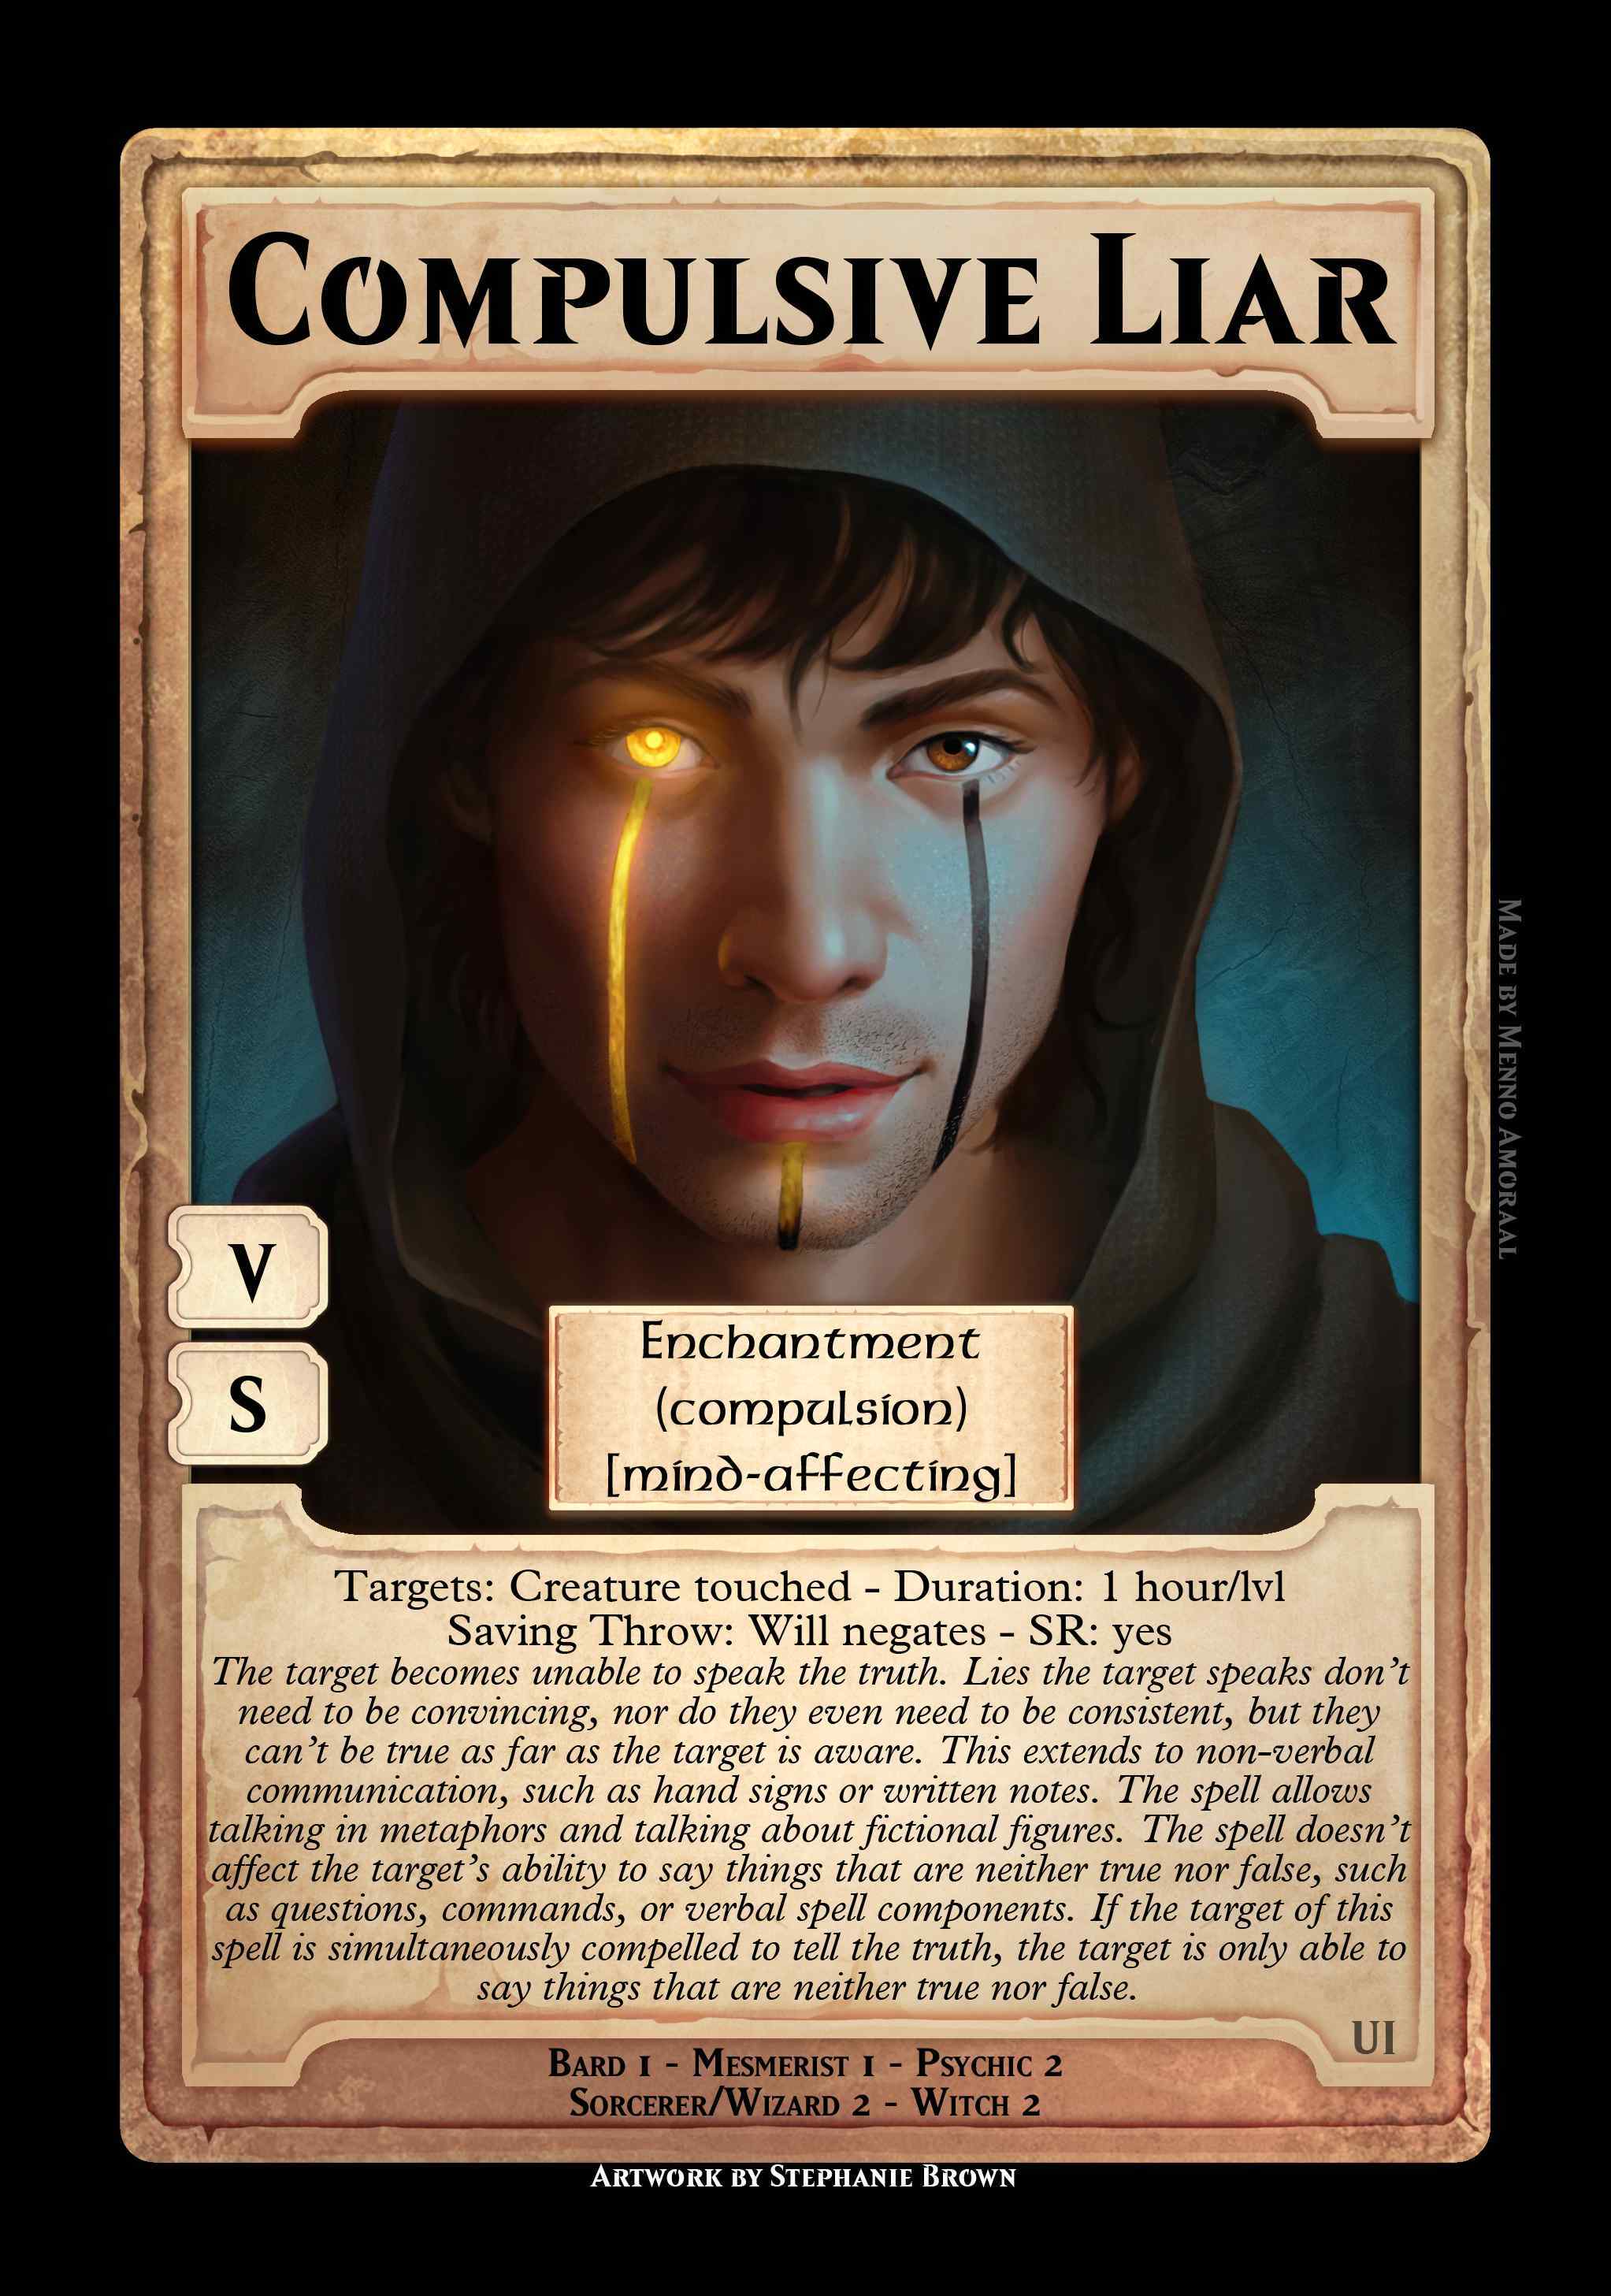 Compulsive Liar
Made by Menno Amoraal
V
S
Enchantment
(compulsion)
[mind-affecting]
Targets: Creature touched - Duration: 1 hour/lvl
Saving Throw: Will negates - SR: yes
The target becomes unable to speak the truth. Lies the target speaks don't
need to be convincing, nor do they even need to be consistent, but they
can't be true as far as the target is aware. This extends to non-verbal
communication, such as hand signs or written notes. The spell allows
talking in metaphors and talking about fictional figures. The spell doesn't
affect the target's ability to say things that are neither true nor false, such
as questions, commands, or verbal spell components. If the target of this
spell is simultaneously compelled to tell the truth, the target is only able to
say things that are neither true nor false.
UI
Bard 1 - Mesmerist 1 - Psychic 2
Sorcerer/Wizard 2 - Witch 2
Artwork by Stephanie Brown